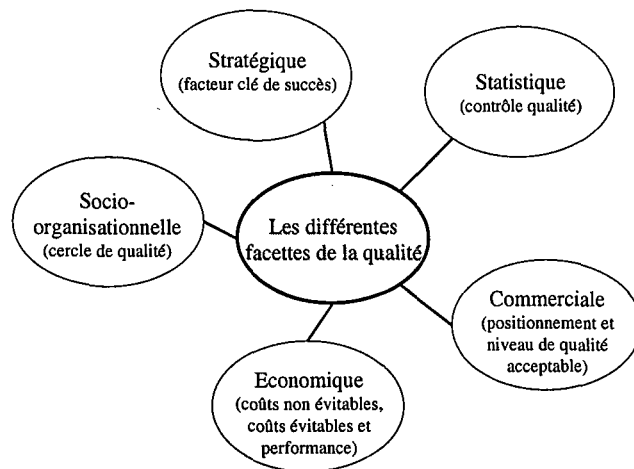 Stratégique
(facteur clé de succès)
Statistique
(contrôle qualité)
Socio-
organisationnelle
(cercle de qualité)
Les différentes
facettes de la qualité
Commerciale
(positionnement et
niveau de qualité
acceptable)
Economique
(coûts non évitables,
coûts évitables et
performance)